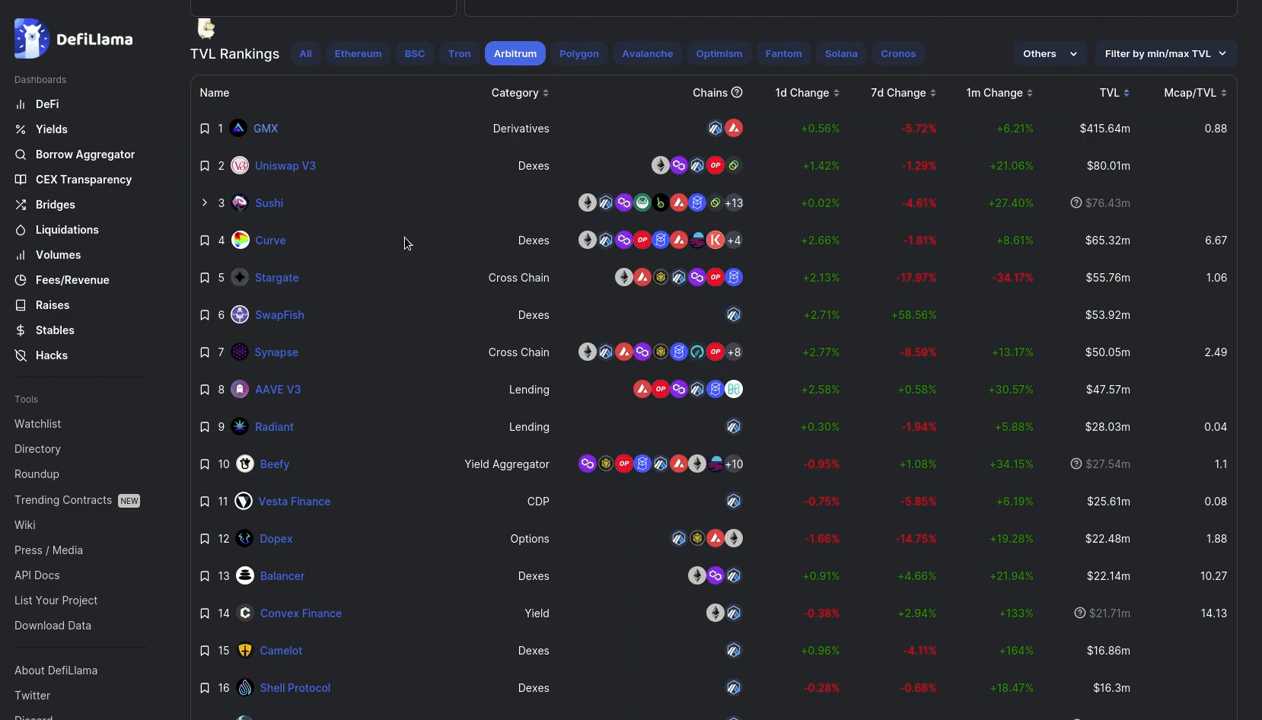 DefiLlama
Dashboards
DeFi
Yields
Borrow Aggregator
CEX Transparency
Bridges
Liquidations
Volumes
Fees/Revenue
Raises
Stables
Hacks
Tools
Watchlist
Directory
Roundup
Trending Contracts NEW
Wiki
Press / Media
API Docs
List Your Project
Download Data
About DefiLlama
Twitter
TVL Rankings All Ethereum BSC Tron Arbitrum Polygon Avalanche Optimism Fantom Solana Cronos Others Filter by min/max TVL
Name Category Chains 1d Change 7d Change 1m Change TVL Mcap/TVL
1 GMX Derivatives +0.56% -5.72% +6.21% $415.64m 0.88
2 Uniswap V3 Dexes +1.42% -1.29% +21.06% $80.01m
3 Sushi +13 +0.02% -4.61% +27.40% $76.43m
4 Curve Dexes +4 +2.66% -1.81% +8.61% $65.32m 6.67
5 Stargate Cross Chain +2.13% -17.97% -34.17% $55.76m 1.06
6 SwapFish Dexes +2.71% +58.56% $53.92m
7 Synapse Cross Chain +8 +2.77% -8.59% +13.17% $50.05m 2.49
8 AAVE V3 Lending +2.58% +0.58% +30.57% $47.57m
9 Radiant Lending +0.30% -1.94% +5.88% $28.03m 0.04
10 Beefy Yield Aggregator +10 -0.95% +1.08% +34.15% $27.54m 1.1
11 Vesta Finance CDP -0.75% -5.85% +6.19% $25.61m 0.08
12 Dopex Options -1.66% -14.75% +19.28% $22.48m 1.88
13 Balancer Dexes +0.91% +4.66% +21.94% $22.14m 10.27
14 Convex Finance Yield -0.38% +2.94% +133% $21.71m 14.13
15 Camelot Dexes +0.96% -4.11% +164% $16.86m
16 Shell Protocol Dexes -0.28% -0.68% +18.47% $16.3m